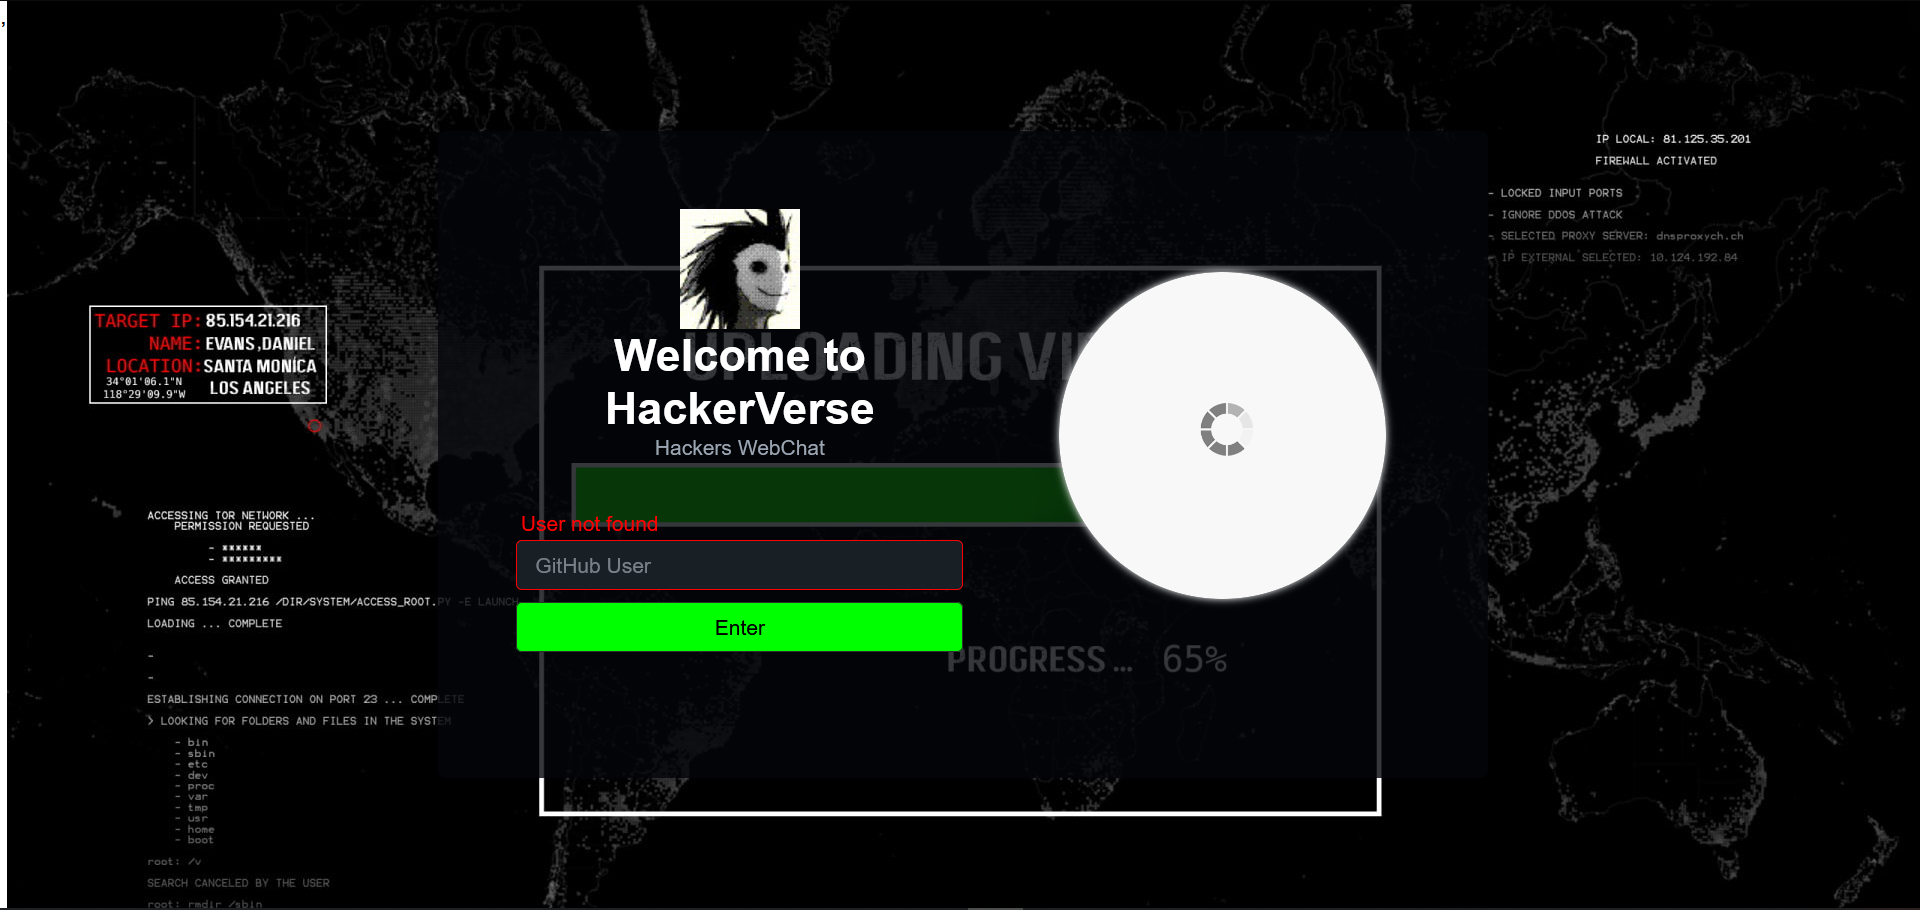 ,
IP LOCAL: 81.125.35.201
FIREWALL ACTIVATED
- LOCKED INPUT PORTS
- IGNORE DDOS ATTACK
- SELECTED PROXY SERVER: dnsproxych.ch
- IP EXTERNAL SELECTED: 10.124.192.84
TARGET IP: 85.154.21.216
NAME: EVANS,DANIEL
LOCATION: SANTA MONÍCA
34°01'06.1"N
118°29'09.9"W
LOS ANGELES
UPLOADING VI
Welcome to
HackerVerse
Hackers WebChat
User not found
GitHub User
Enter
PROGRESS... 65%
ACCESSING TOR NETWORK ...
PERMISSION REQUESTED
- ******
- *********
ACCESS GRANTED
PING 85.154.21.216 /DIR/SYSTEM/ACCESS_ROOT.PY -E LAUNCH
LOADING ... COMPLETE
-
-
ESTABLISHING CONNECTION ON PORT 23 ... COMPLETE
> LOOKING FOR FOLDERS AND FILES IN THE SYSTEM
- bin
- sbin
- etc
- dev
- proc
- var
- tmp
- usr
- home
- boot
root: /v
SEARCH CANCELED BY THE USER
root: rmdir /sbin